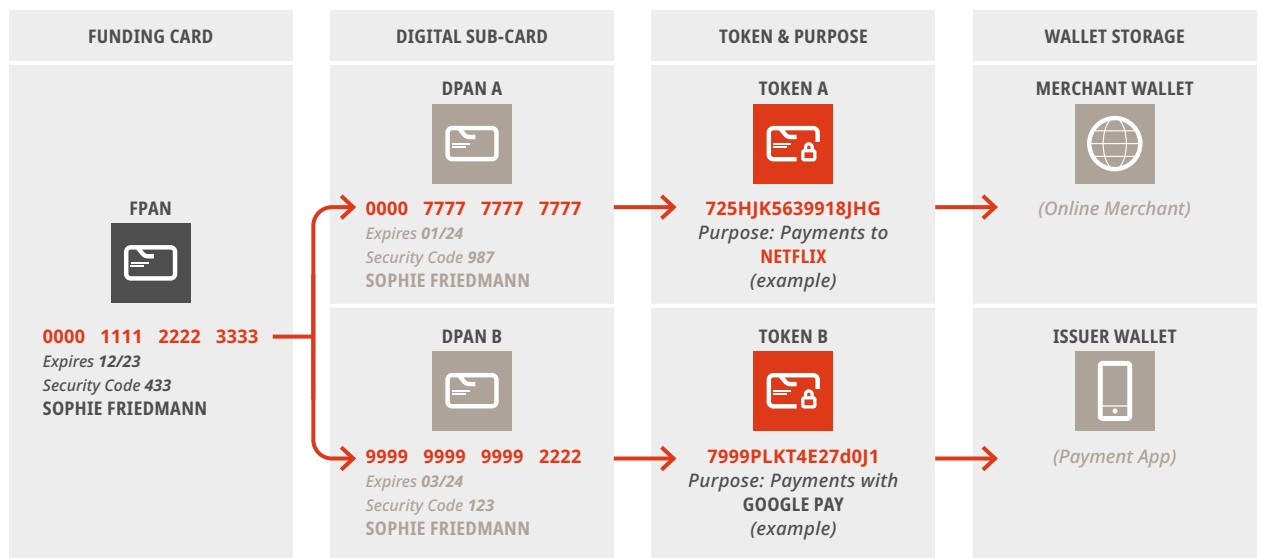 FUNDING CARD
DIGITAL SUB-CARD
TOKEN & PURPOSE
WALLET STORAGE
FPAN
0000 1111 2222 3333
Expires 12/23
Security Code 433
SOPHIE FRIEDMANN
DPAN A
0000 7777 7777 7777
Expires 01/24
Security Code 987
SOPHIE FRIEDMANN
TOKEN A
725HJK5639918JHG
Purpose: Payments to
NETFLIX
(example)
MERCHANT WALLET
(Online Merchant)
DPAN B
9999 9999 9999 2222
Expires 03/24
Security Code 123
SOPHIE FRIEDMANN
TOKEN B
7999PLKT4E27d0J1
Purpose: Payments with
GOOGLE PAY
(example)
ISSUER WALLET
(Payment App)